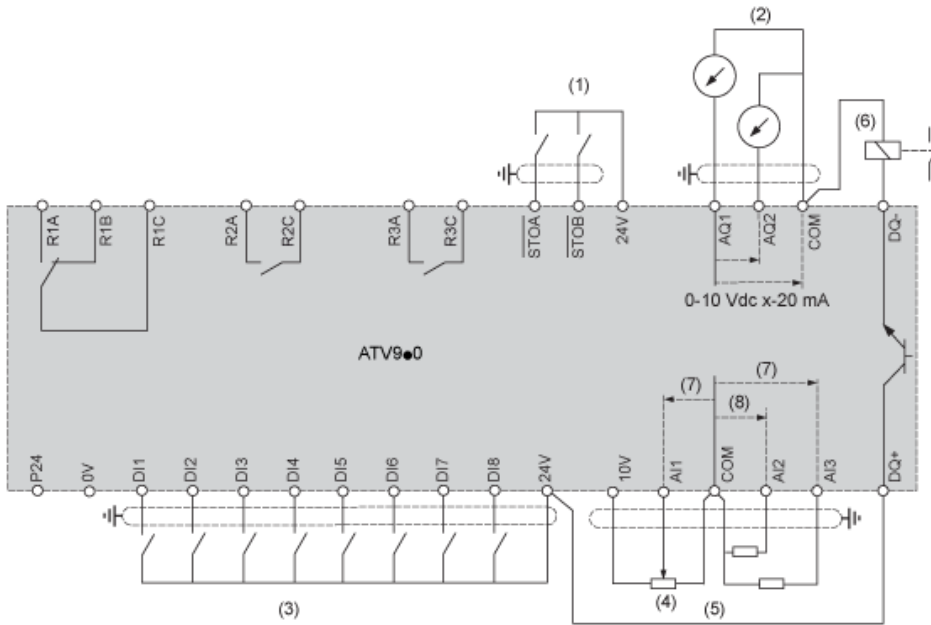 (2)
(1)
(6)
R1A R1B R1C R2A R2C R3A R3C STOA STOB 24V AQ1 AQ2 COM DQ-
0-10 Vdc x-20 mA
ATV9●0
(7)
(7)
(8)
P24 0V DI1 DI2 DI3 DI4 DI5 DI6 DI7 DI8 24V 10V AI1 COM AI2 AI3 DQ+
(3)
(4)
(5)